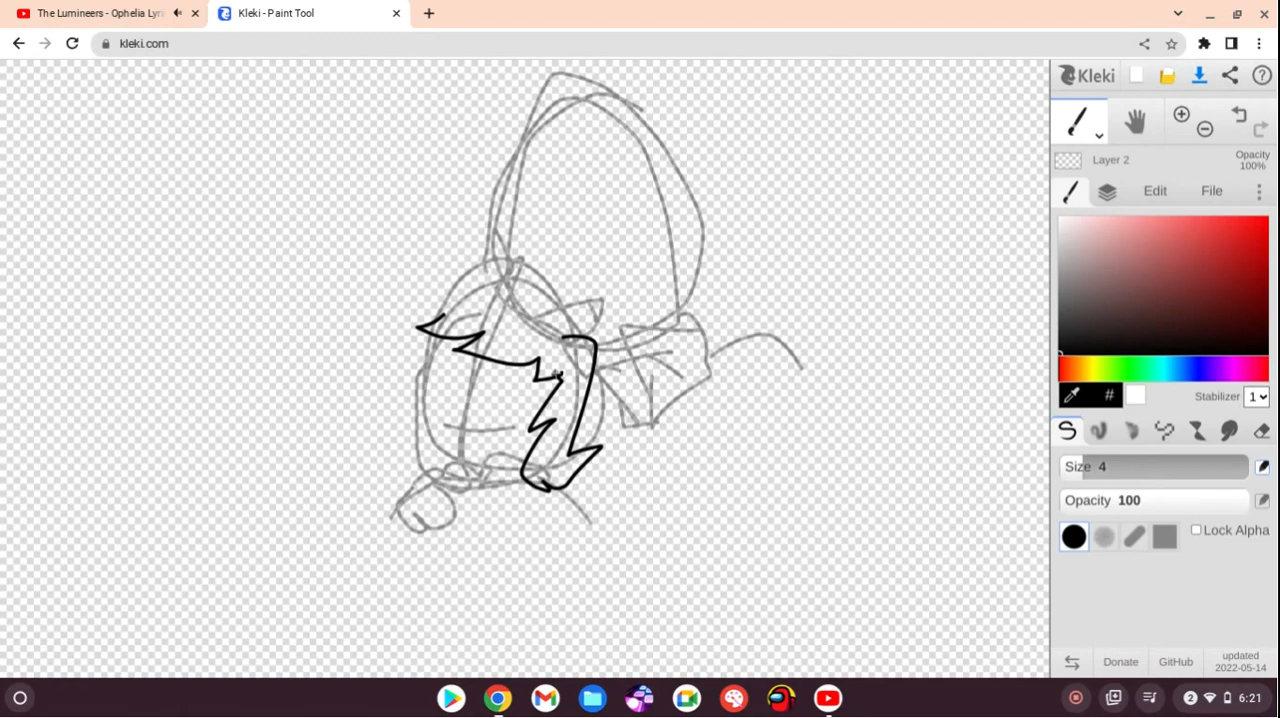 The Lumineers - Ophelia Lyri
Kleki - Paint Tool
kleki.com
Kleki
Layer 2
Opacity
100%
Edit
File
#
Stabilizer
1
Size 4
Opacity 100
Lock Alpha
Donate
GitHub
updated
2022-05-14
2
6:21